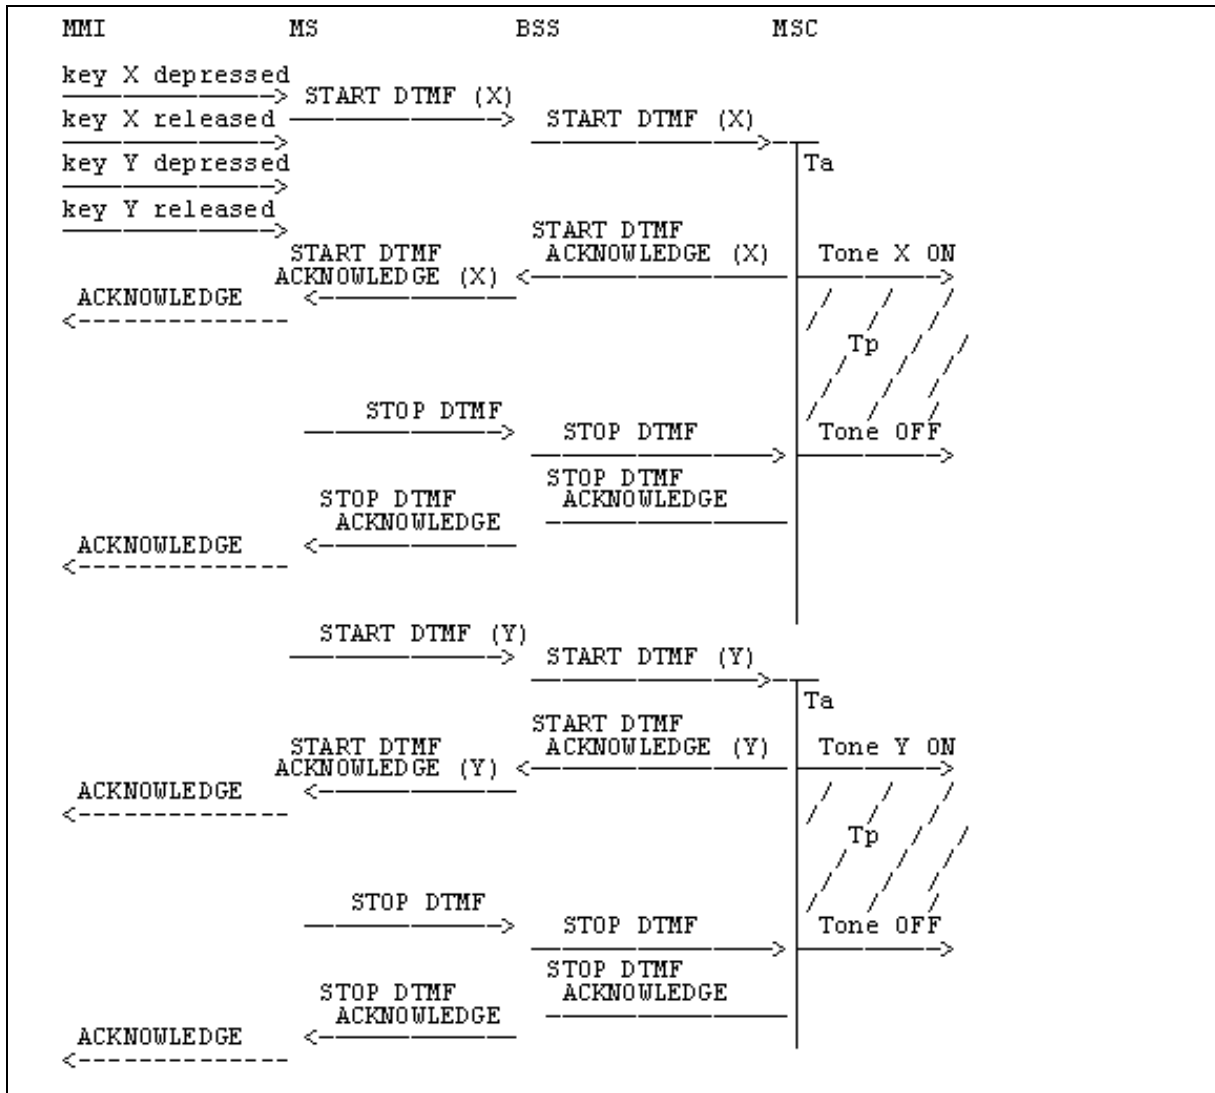 MMI MS BSS MSC
key X depressed
START DTMF (X)
key X released START DTMF (X)
key Y depressed Ta
key Y released
START DTMF
START DTMF ACKNOWLEDGE (X) Tone X ON
ACKNOWLEDGE (X)
ACKNOWLEDGE
Tp
STOP DTMF
STOP DTMF Tone OFF
STOP DTMF
STOP DTMF ACKNOWLEDGE
ACKNOWLEDGE
ACKNOWLEDGE
START DTMF (Y)
START DTMF (Y)
Ta
START DTMF
START DTMF ACKNOWLEDGE (Y) Tone Y ON
ACKNOWLEDGE (Y)
ACKNOWLEDGE
Tp
STOP DTMF
STOP DTMF Tone OFF
STOP DTMF
STOP DTMF ACKNOWLEDGE
ACKNOWLEDGE
ACKNOWLEDGE